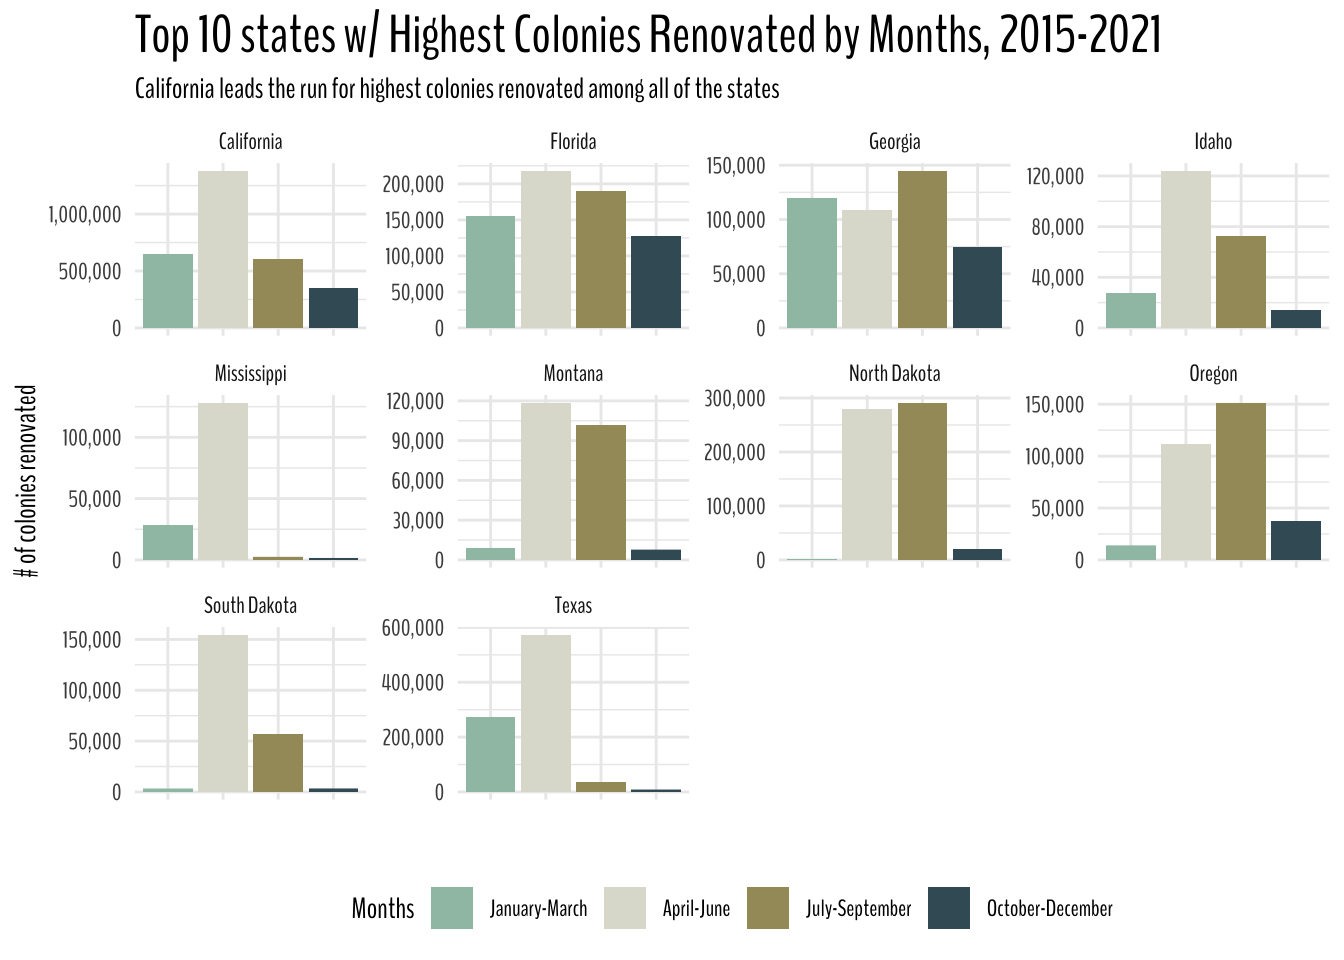 Top 10 states w/ Highest Colonies Renovated by Months, 2015-2021
California leads the run for highest colonies renovated among all of the states
# of colonies renovated
California
1,000,000
500,000
0
Florida
200,000
150,000
100,000
50,000
0
Georgia
150,000
100,000
50,000
0
Idaho
120,000
80,000
40,000
0
Mississippi
100,000
50,000
0
Montana
120,000
90,000
60,000
30,000
0
North Dakota
300,000
200,000
100,000
0
Oregon
150,000
100,000
50,000
0
South Dakota
150,000
100,000
50,000
0
Texas
600,000
400,000
200,000
0
Months January-March April-June July-September October-December